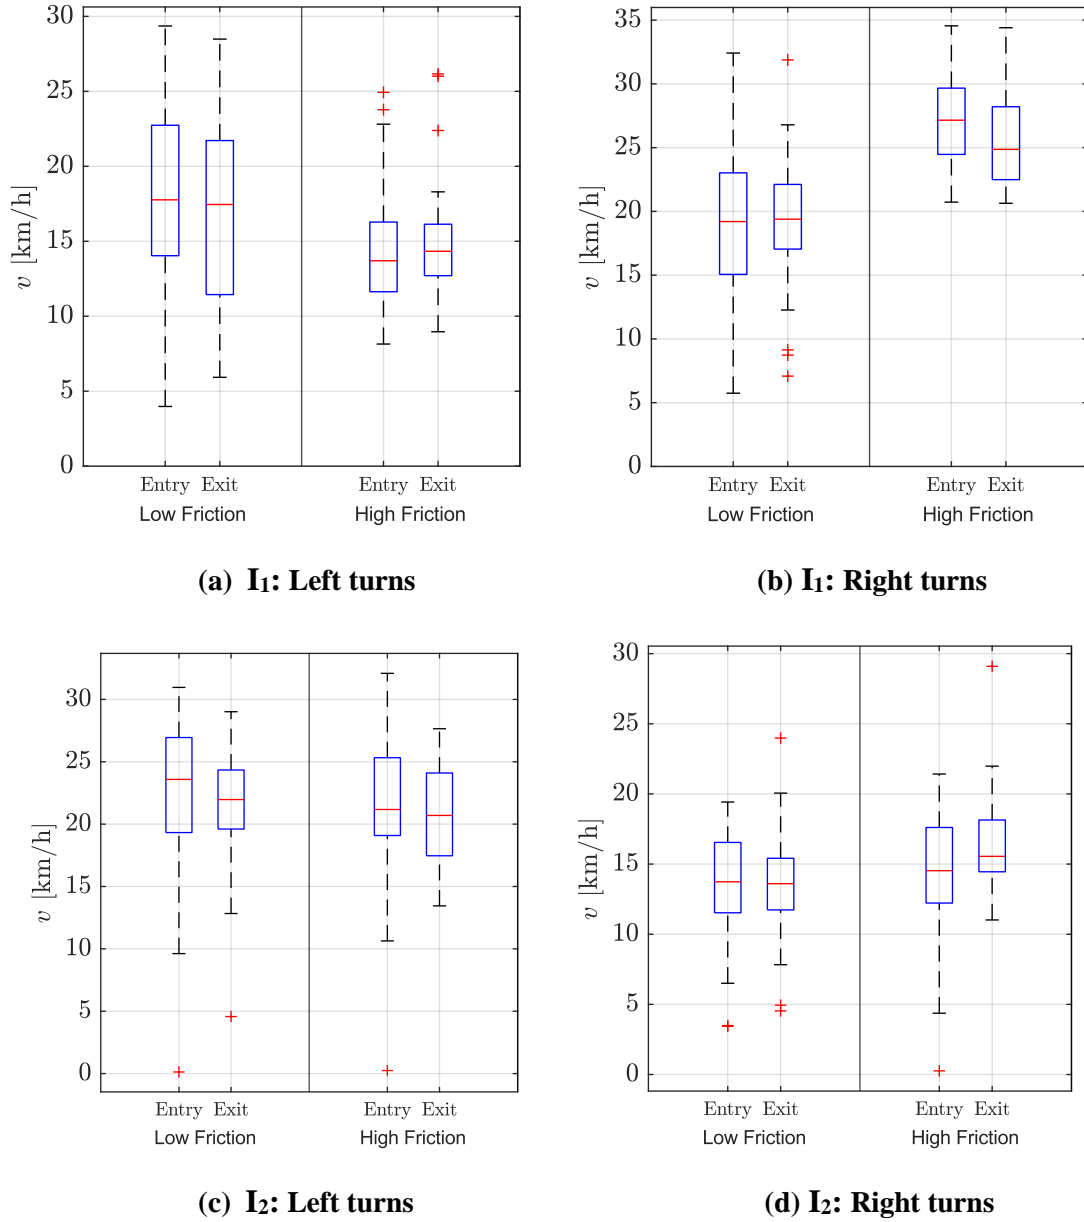 30
25
20
15
10
5
0
v [km/h]
Entry Exit Entry Exit
Low Friction High Friction
(a) I1: Left turns
35
30
25
20
15
10
5
0
v [km/h]
Entry Exit Entry Exit
Low Friction High Friction
(b) I1: Right turns
30
25
20
15
10
5
0
v [km/h]
Entry Exit Entry Exit
Low Friction High Friction
(c) I2: Left turns
30
25
20
15
10
5
0
v [km/h]
Entry Exit Entry Exit
Low Friction High Friction
(d) I2: Right turns